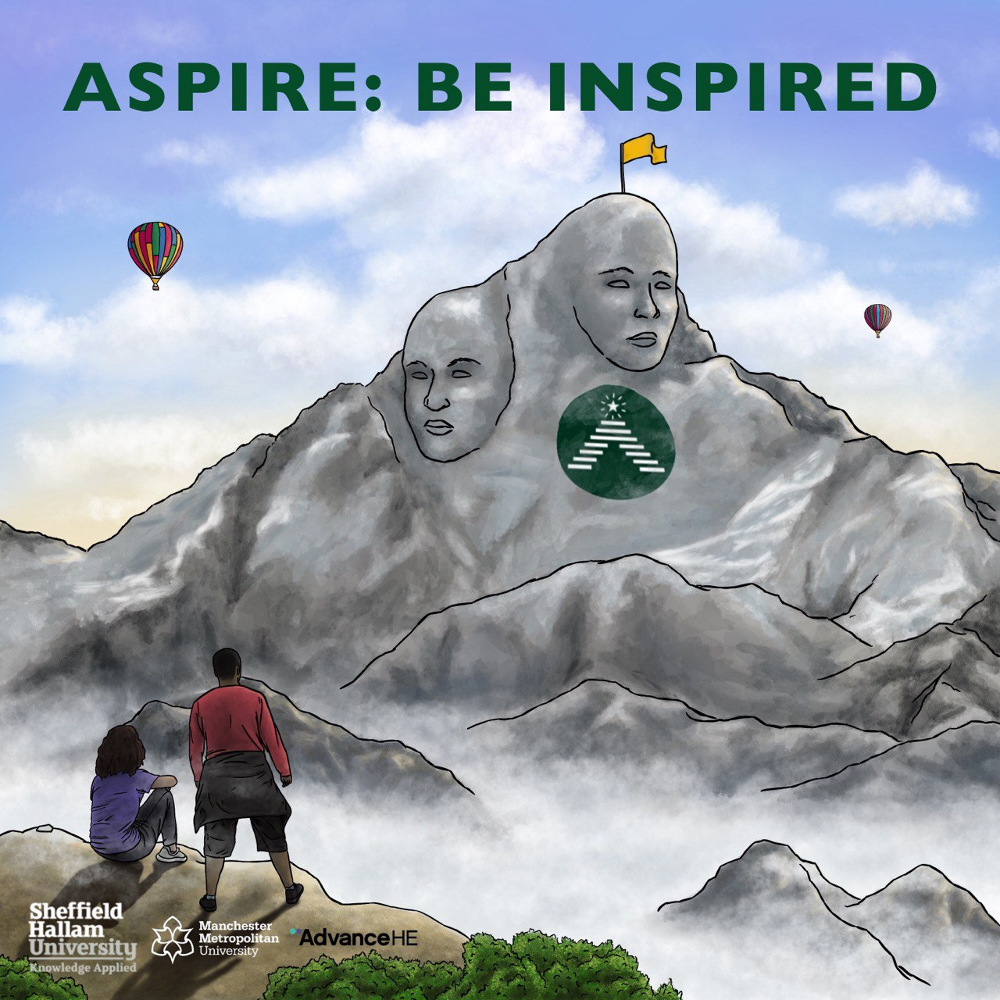 ASPIRE: BE INSPIRED
Sheffield
Hallam
University
Knowledge Applied
Manchester
Metropolitan
University
AdvanceHE